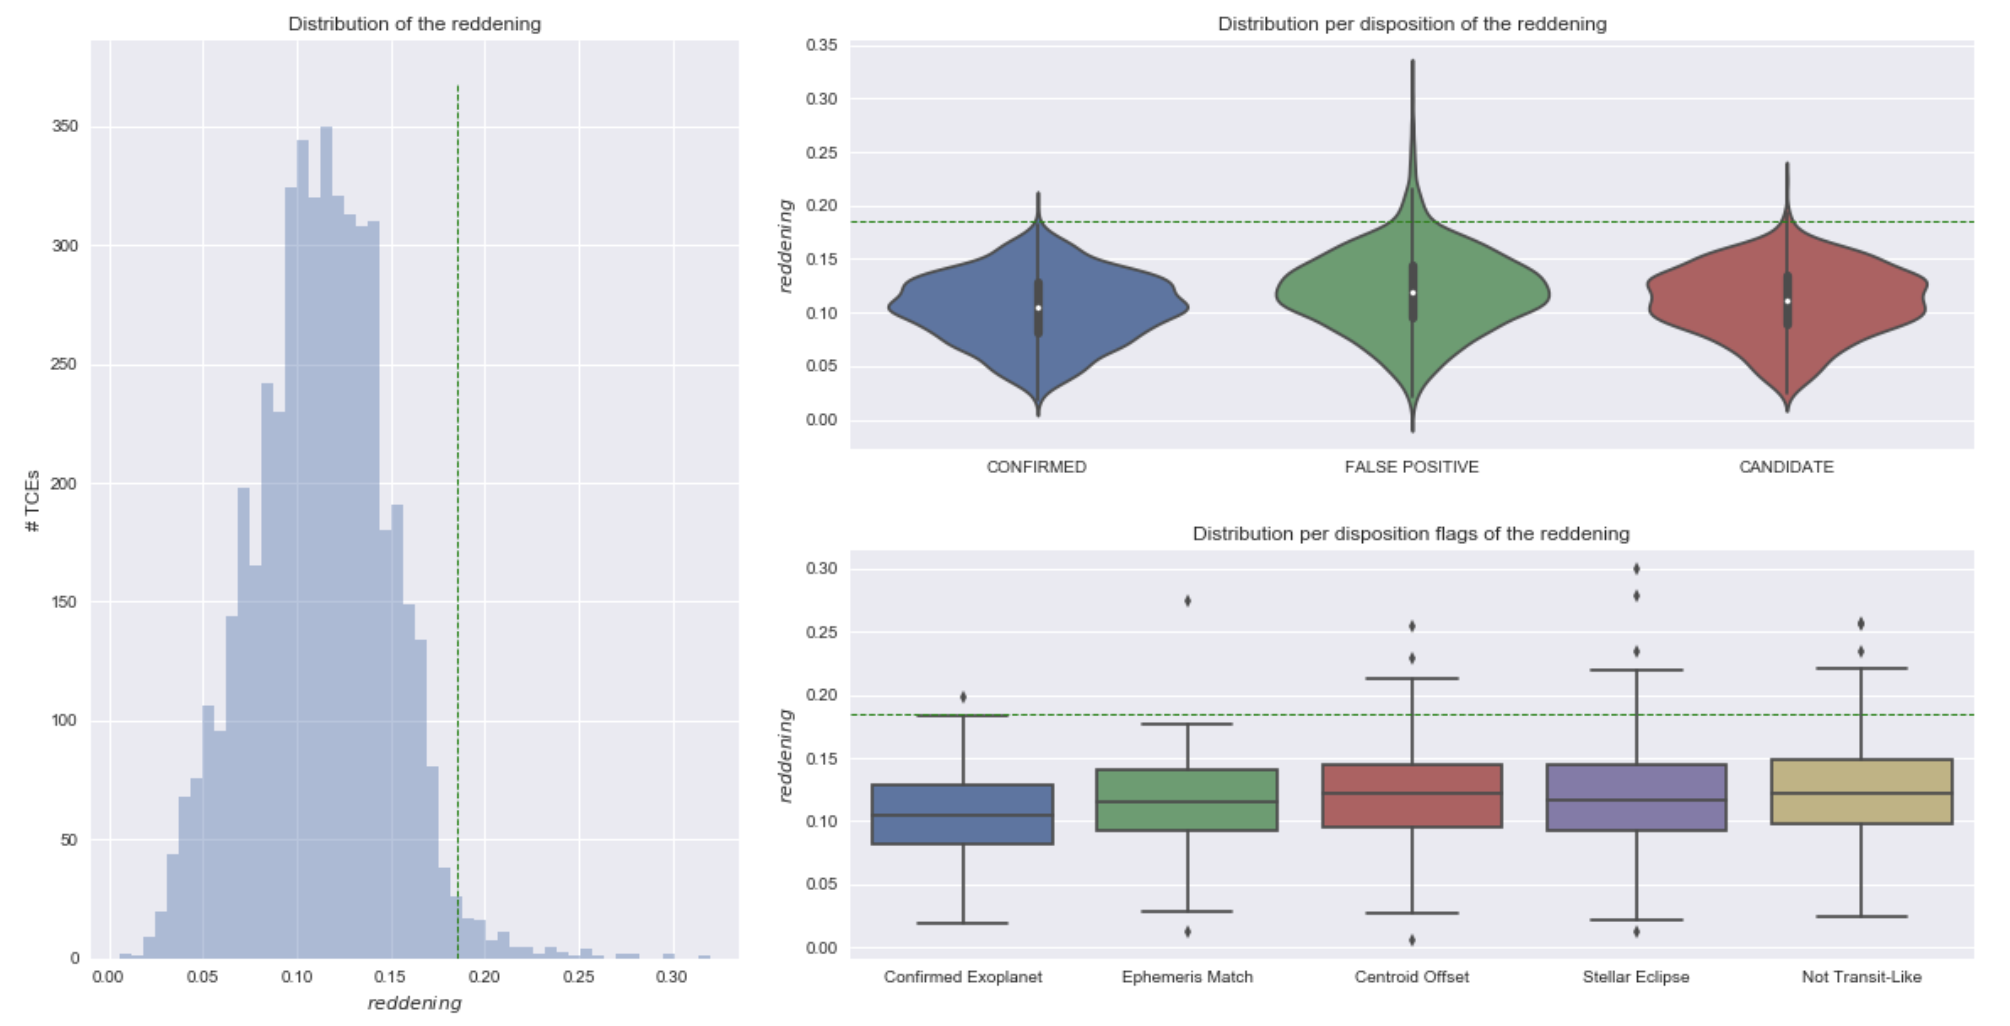 Distribution of the reddening
# TCEs
350
300
250
200
150
100
50
0
0.00 0.05 0.10 0.15 0.20 0.25 0.30
reddening
Distribution per disposition of the reddening
reddening
0.35
0.30
0.25
0.20
0.15
0.10
0.05
0.00
CONFIRMED FALSE POSITIVE CANDIDATE
Distribution per disposition flags of the reddening
reddening
0.30
0.25
0.20
0.15
0.10
0.05
0.00
Confirmed Exoplanet Ephemeris Match Centroid Offset Stellar Eclipse Not Transit-Like